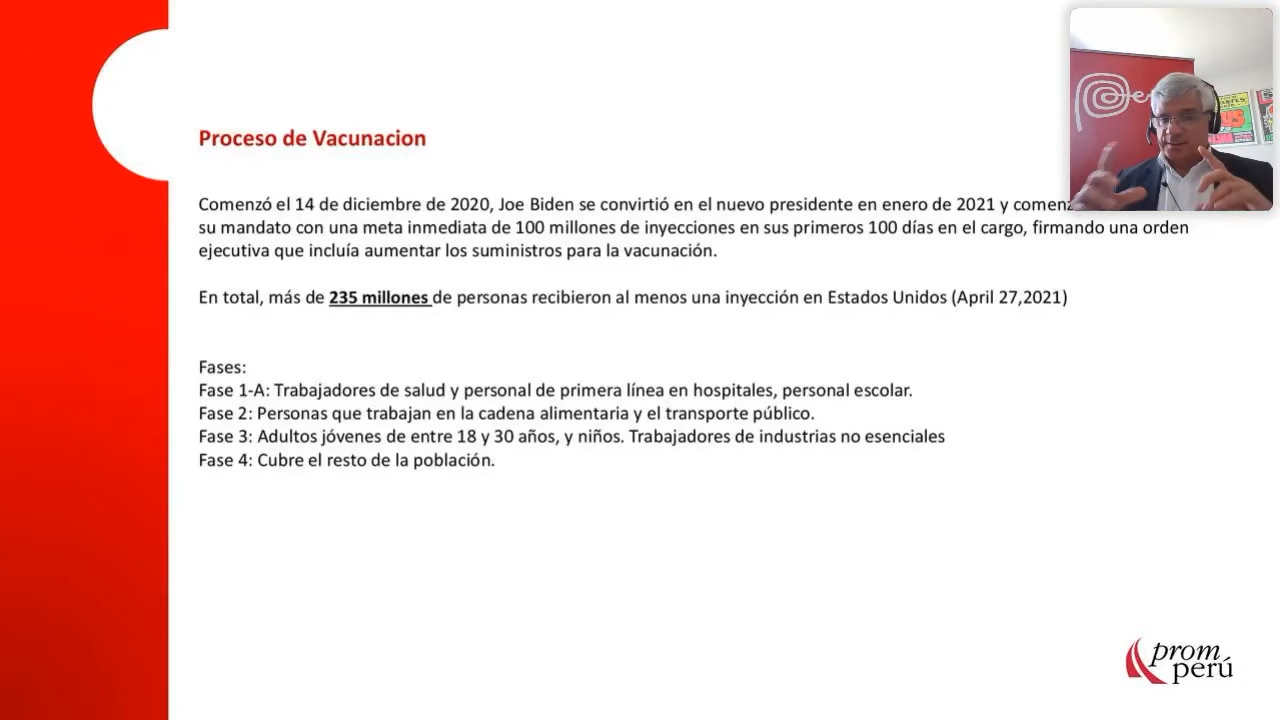 Proceso de Vacunacion
Comenzó el 14 de diciembre de 2020, Joe Biden se convirtió en el nuevo presidente en enero de 2021 y
su mandato con una meta inmediata de 100 millones de inyecciones en sus primeros 100 días en el cargo, firmando una orden
ejecutiva que incluía aumentar los suministros para la vacunación.
En total, más de 235 millones de personas recibieron al menos una inyección en Estados Unidos (April 27,2021)
Fases:
Fase 1-A: Trabajadores de salud y personal de primera línea en hospitales, personal escolar.
Fase 2: Personas que trabajan en la cadena alimentaria y el transporte público.
Fase 3: Adultos jóvenes de entre 18 y 30 años, y niños. Trabajadores de industrias no esenciales
Fase 4: Cubre el resto de la población.
prom
perú